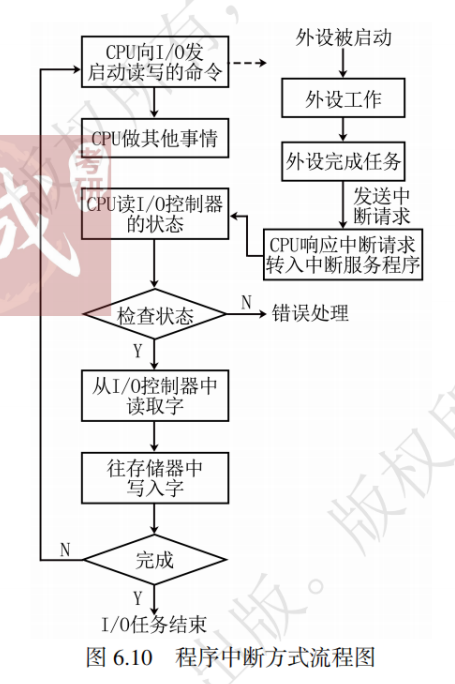 CPU向I/O发
启动读写的命令
外设被启动
外设工作
CPU做其他事情
外设完成任务
发送中
断请求
CPU读I/O控制器
的状态
CPU响应中断请求
转入中断服务程序
检查状态
N
错误处理
Y
从I/O控制器中
读取字
往存储器中
写入字
N
完成
Y
I/O任务结束
图 6.10 程序中断方式流程图
考研
版权所有,
版。版权所